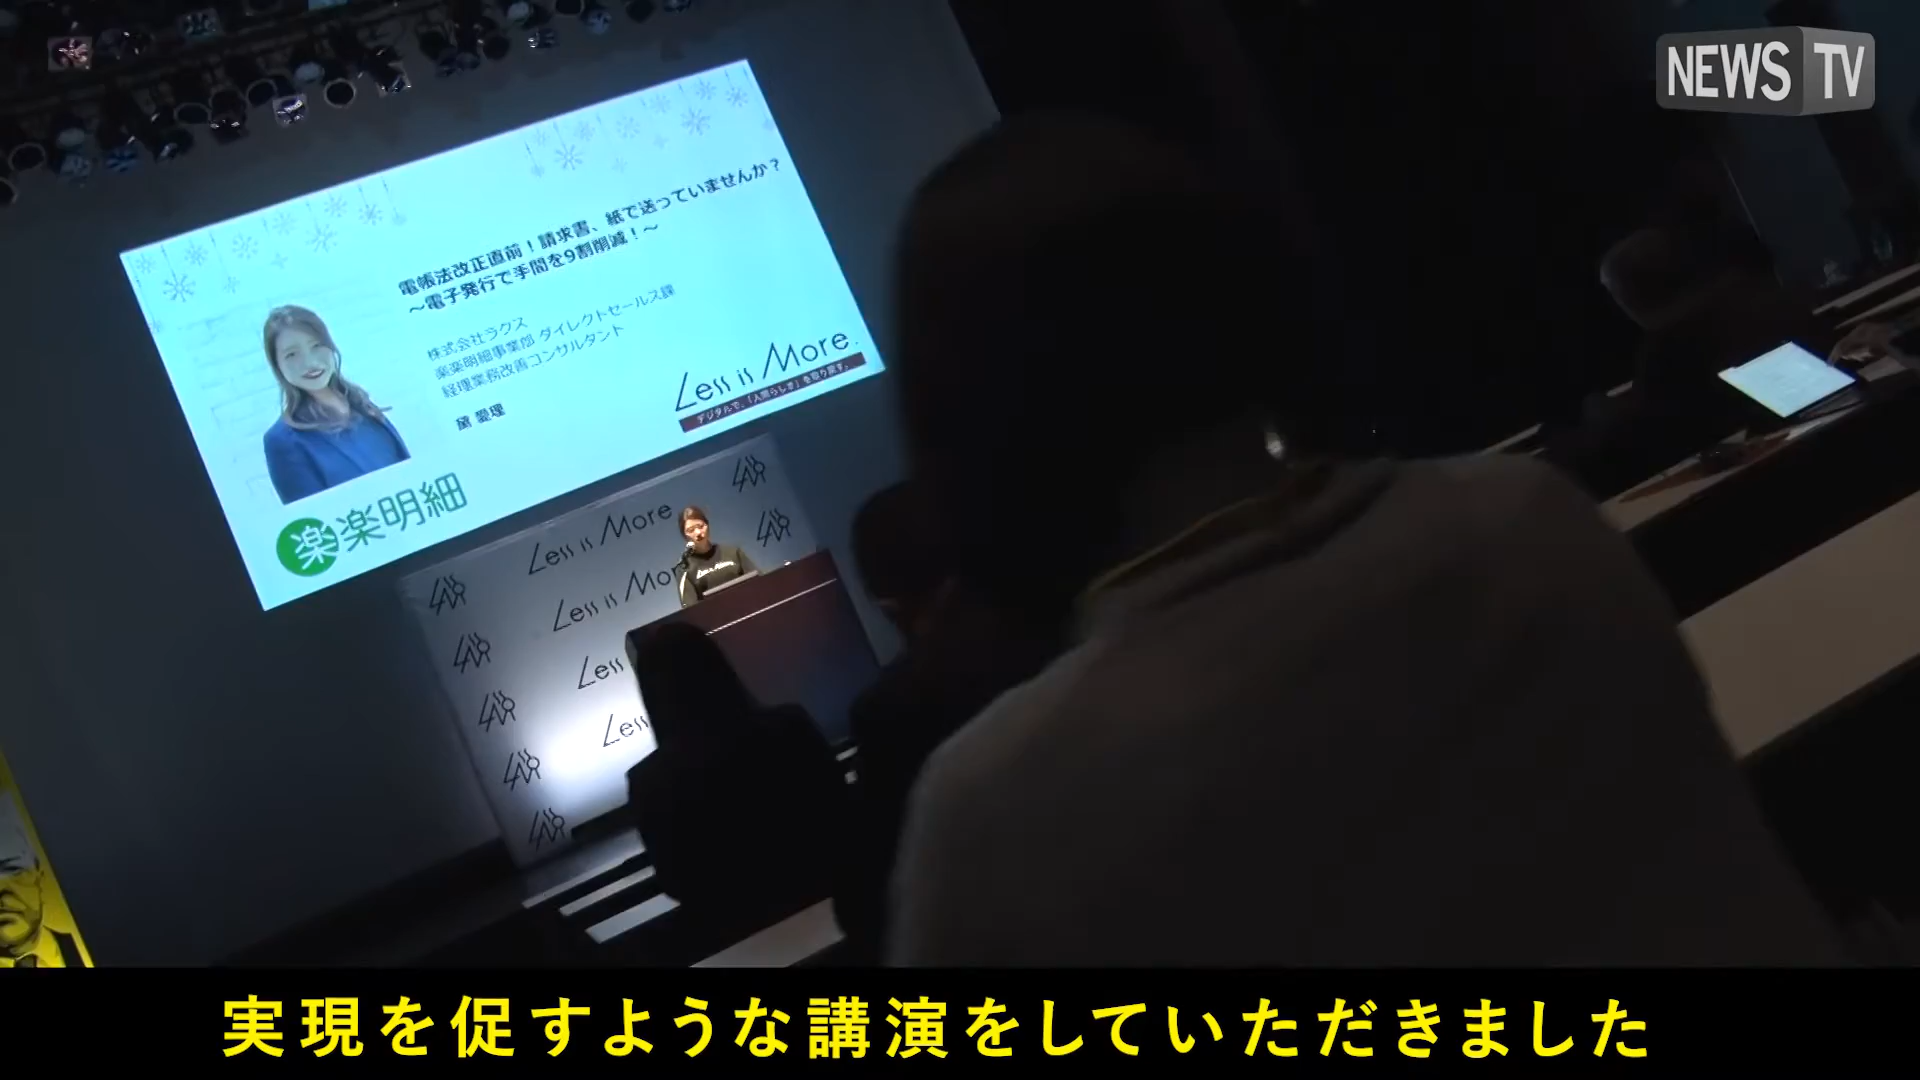 NEWS TV
電帳法改正直前！請求書、紙で送っていませんか？
〜電子発行で手間を9割削減！〜
株式会社ラクス
楽楽明細事業部 ダイレクトセールス課
経理業務改善コンサルタント
黛 愛理
Less is More.
デジタルで、「人間らしさ」を取り戻す。
楽楽明細
Less is More
Less is Mor
Less
Less
実現を促すような講演をしていただきました